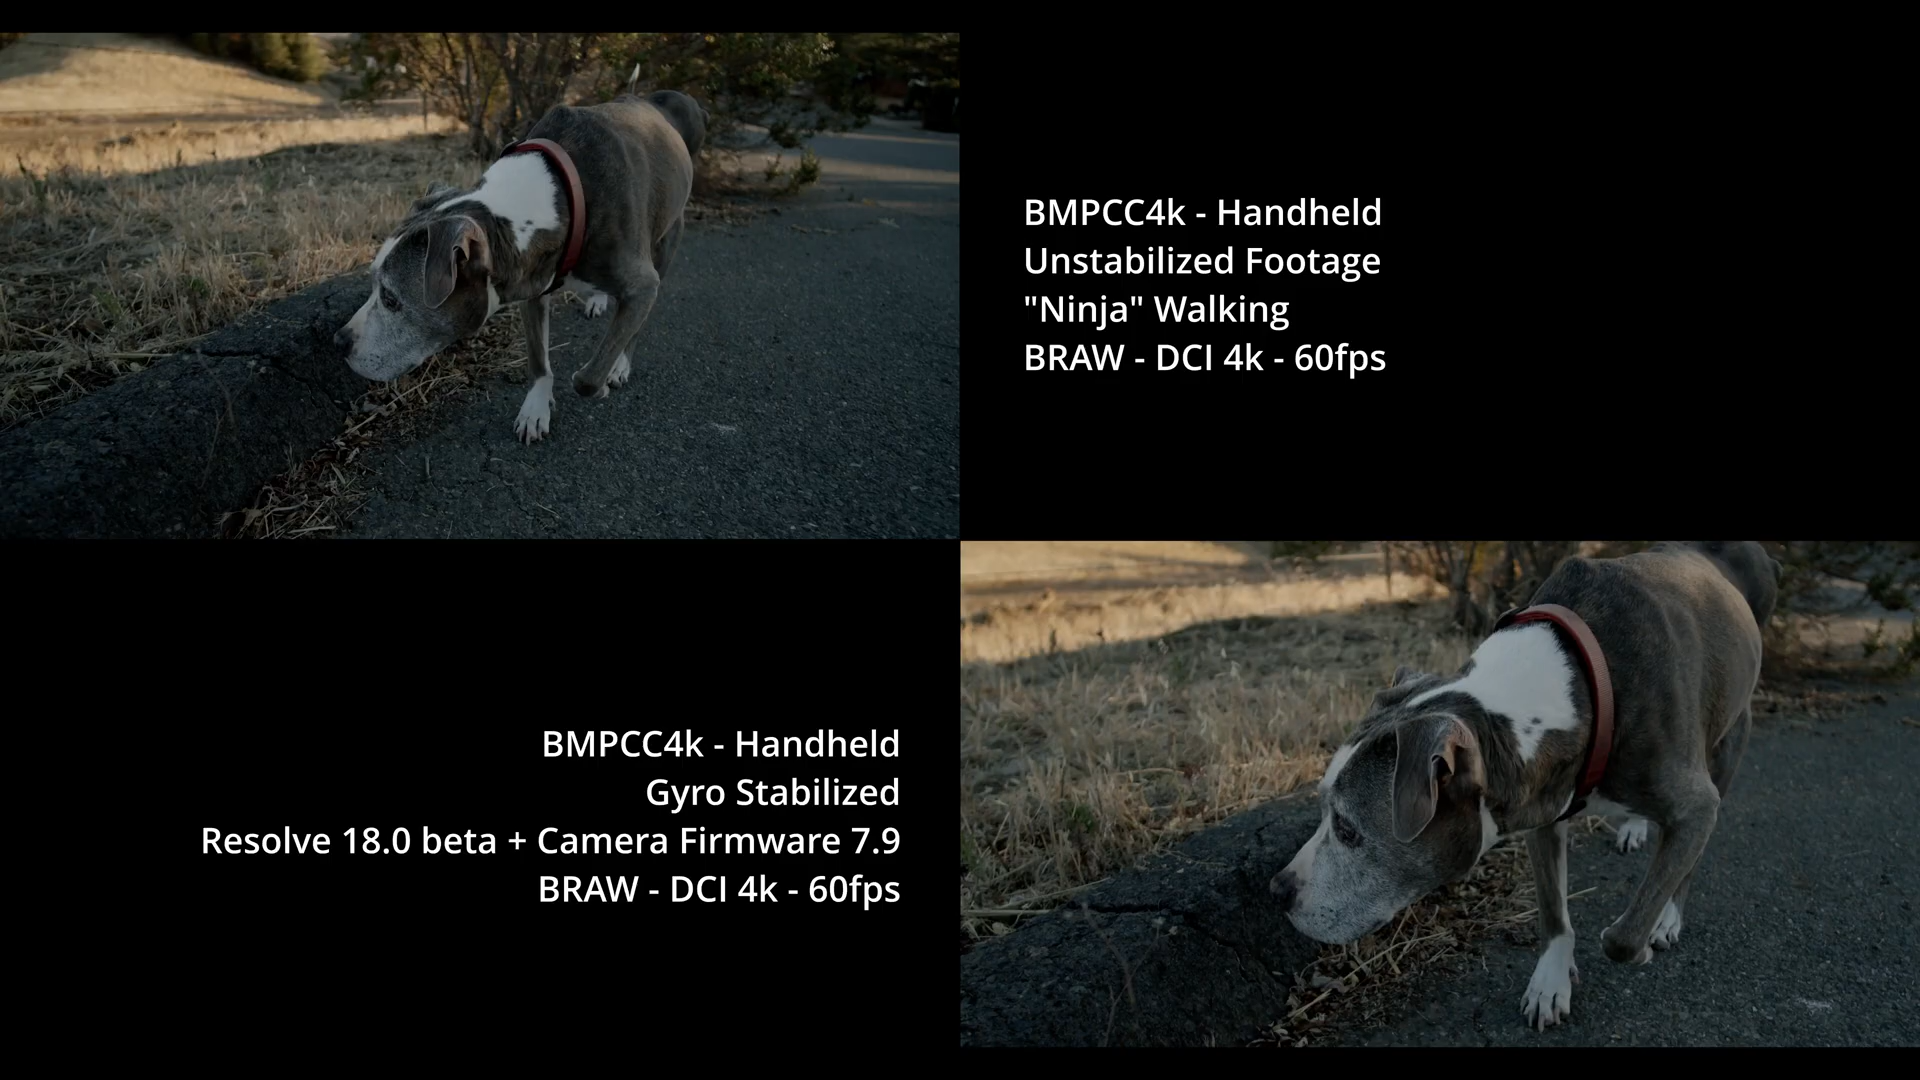 BMPCC4k - Handheld
Unstabilized Footage
"Ninja" Walking
BRAW - DCI 4k - 60fps
BMPCC4k - Handheld
Gyro Stabilized
Resolve 18.0 beta + Camera Firmware 7.9
BRAW - DCI 4k - 60fps